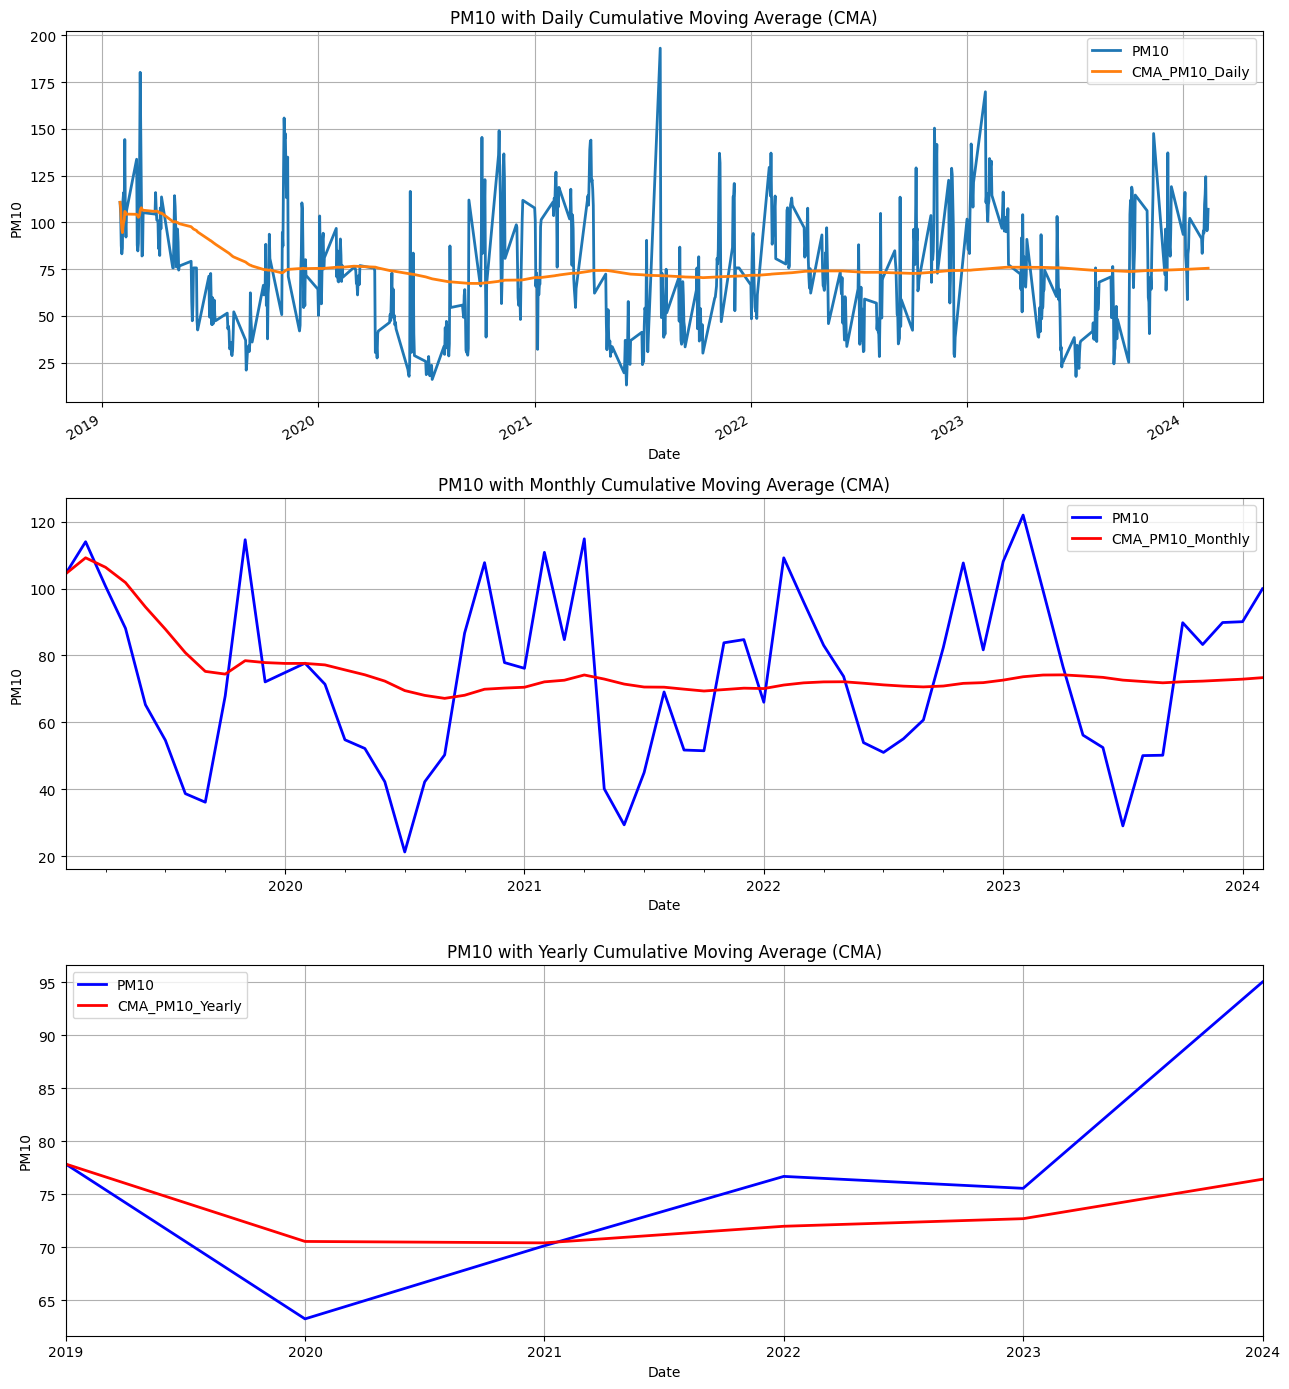 PM10 with Daily Cumulative Moving Average (CMA)
200
175
150
125
100
75
50
25
PM10
PM10
CMA_PM10_Daily
2019
2020
2021
2022
2023
2024
Date
PM10 with Monthly Cumulative Moving Average (CMA)
120
100
80
60
40
20
PM10
PM10
CMA_PM10_Monthly
2020
2021
2022
2023
2024
Date
PM10 with Yearly Cumulative Moving Average (CMA)
95
90
85
80
75
70
65
PM10
PM10
CMA_PM10_Yearly
2019
2020
2021
2022
2023
2024
Date